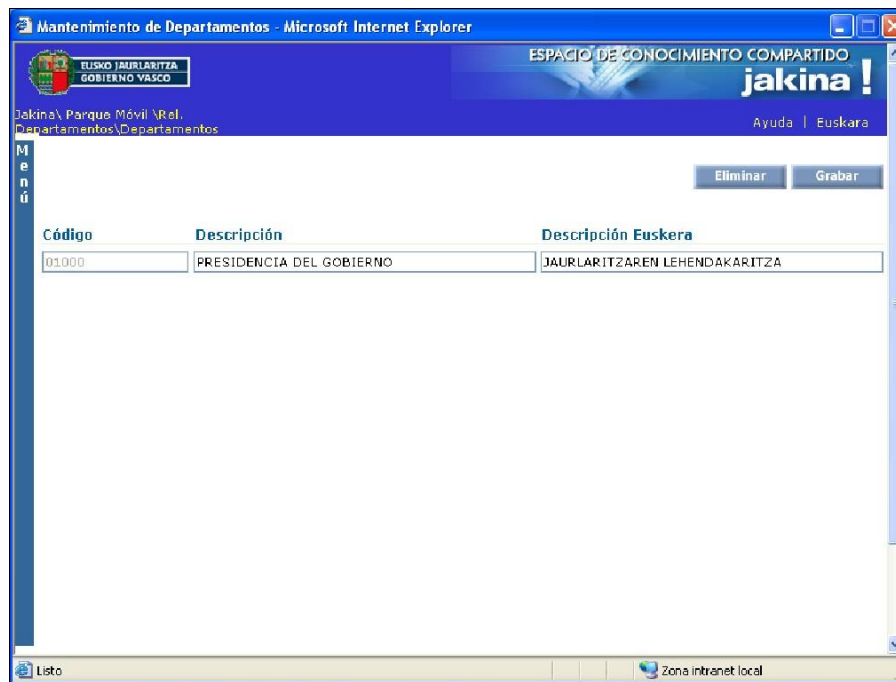 Mantenimiento de Departamentos - Microsoft Internet Explorer
EUSKO JAURLARITZA
GOBIERNO VASCO
ESPACIO DE CONOCIMIENTO COMPARTIDO
jakina!
Jakina\ Parque Móvil \Rel.
Departamentos\Departamentos
Ayuda | Euskara
Menú
Eliminar Grabar
Código Descripción Descripción Euskera
01000 PRESIDENCIA DEL GOBIERNO JAURLARITZAREN LEHENDAKARITZA
Listo Zona intranet local